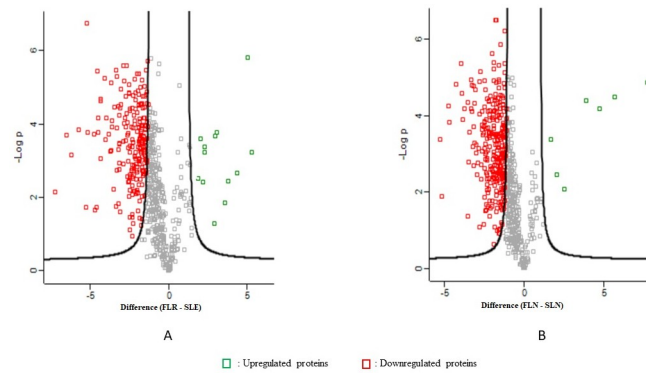 6
4
2
0
-Log p
-5 0 5
Difference (FLR - SLE)
A
6
4
2
0
-Log p
-5 0 5
Difference (FLN - SLN)
B
: Upregulated proteins : Downregulated proteins